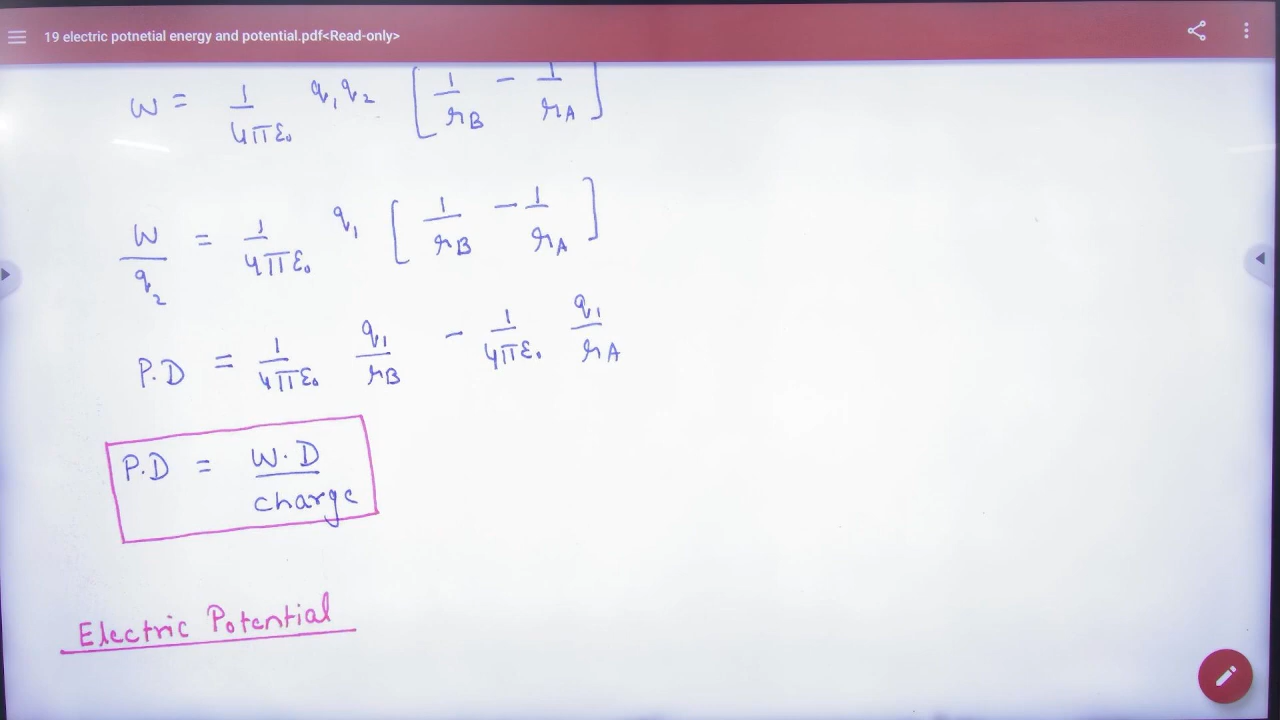 19 electric potnetial energy and potential.pdf<Read-only>
W = 1/4πε₀ q₁q₂ [1/r_B - 1/r_A]
W/q₂ = 1/4πε₀ q₁ [1/r_B - 1/r_A]
P.D = 1/4πε₀ q₁/r_B - 1/4πε₀ q₁/r_A
P.D = W.D/charge
Electric Potential